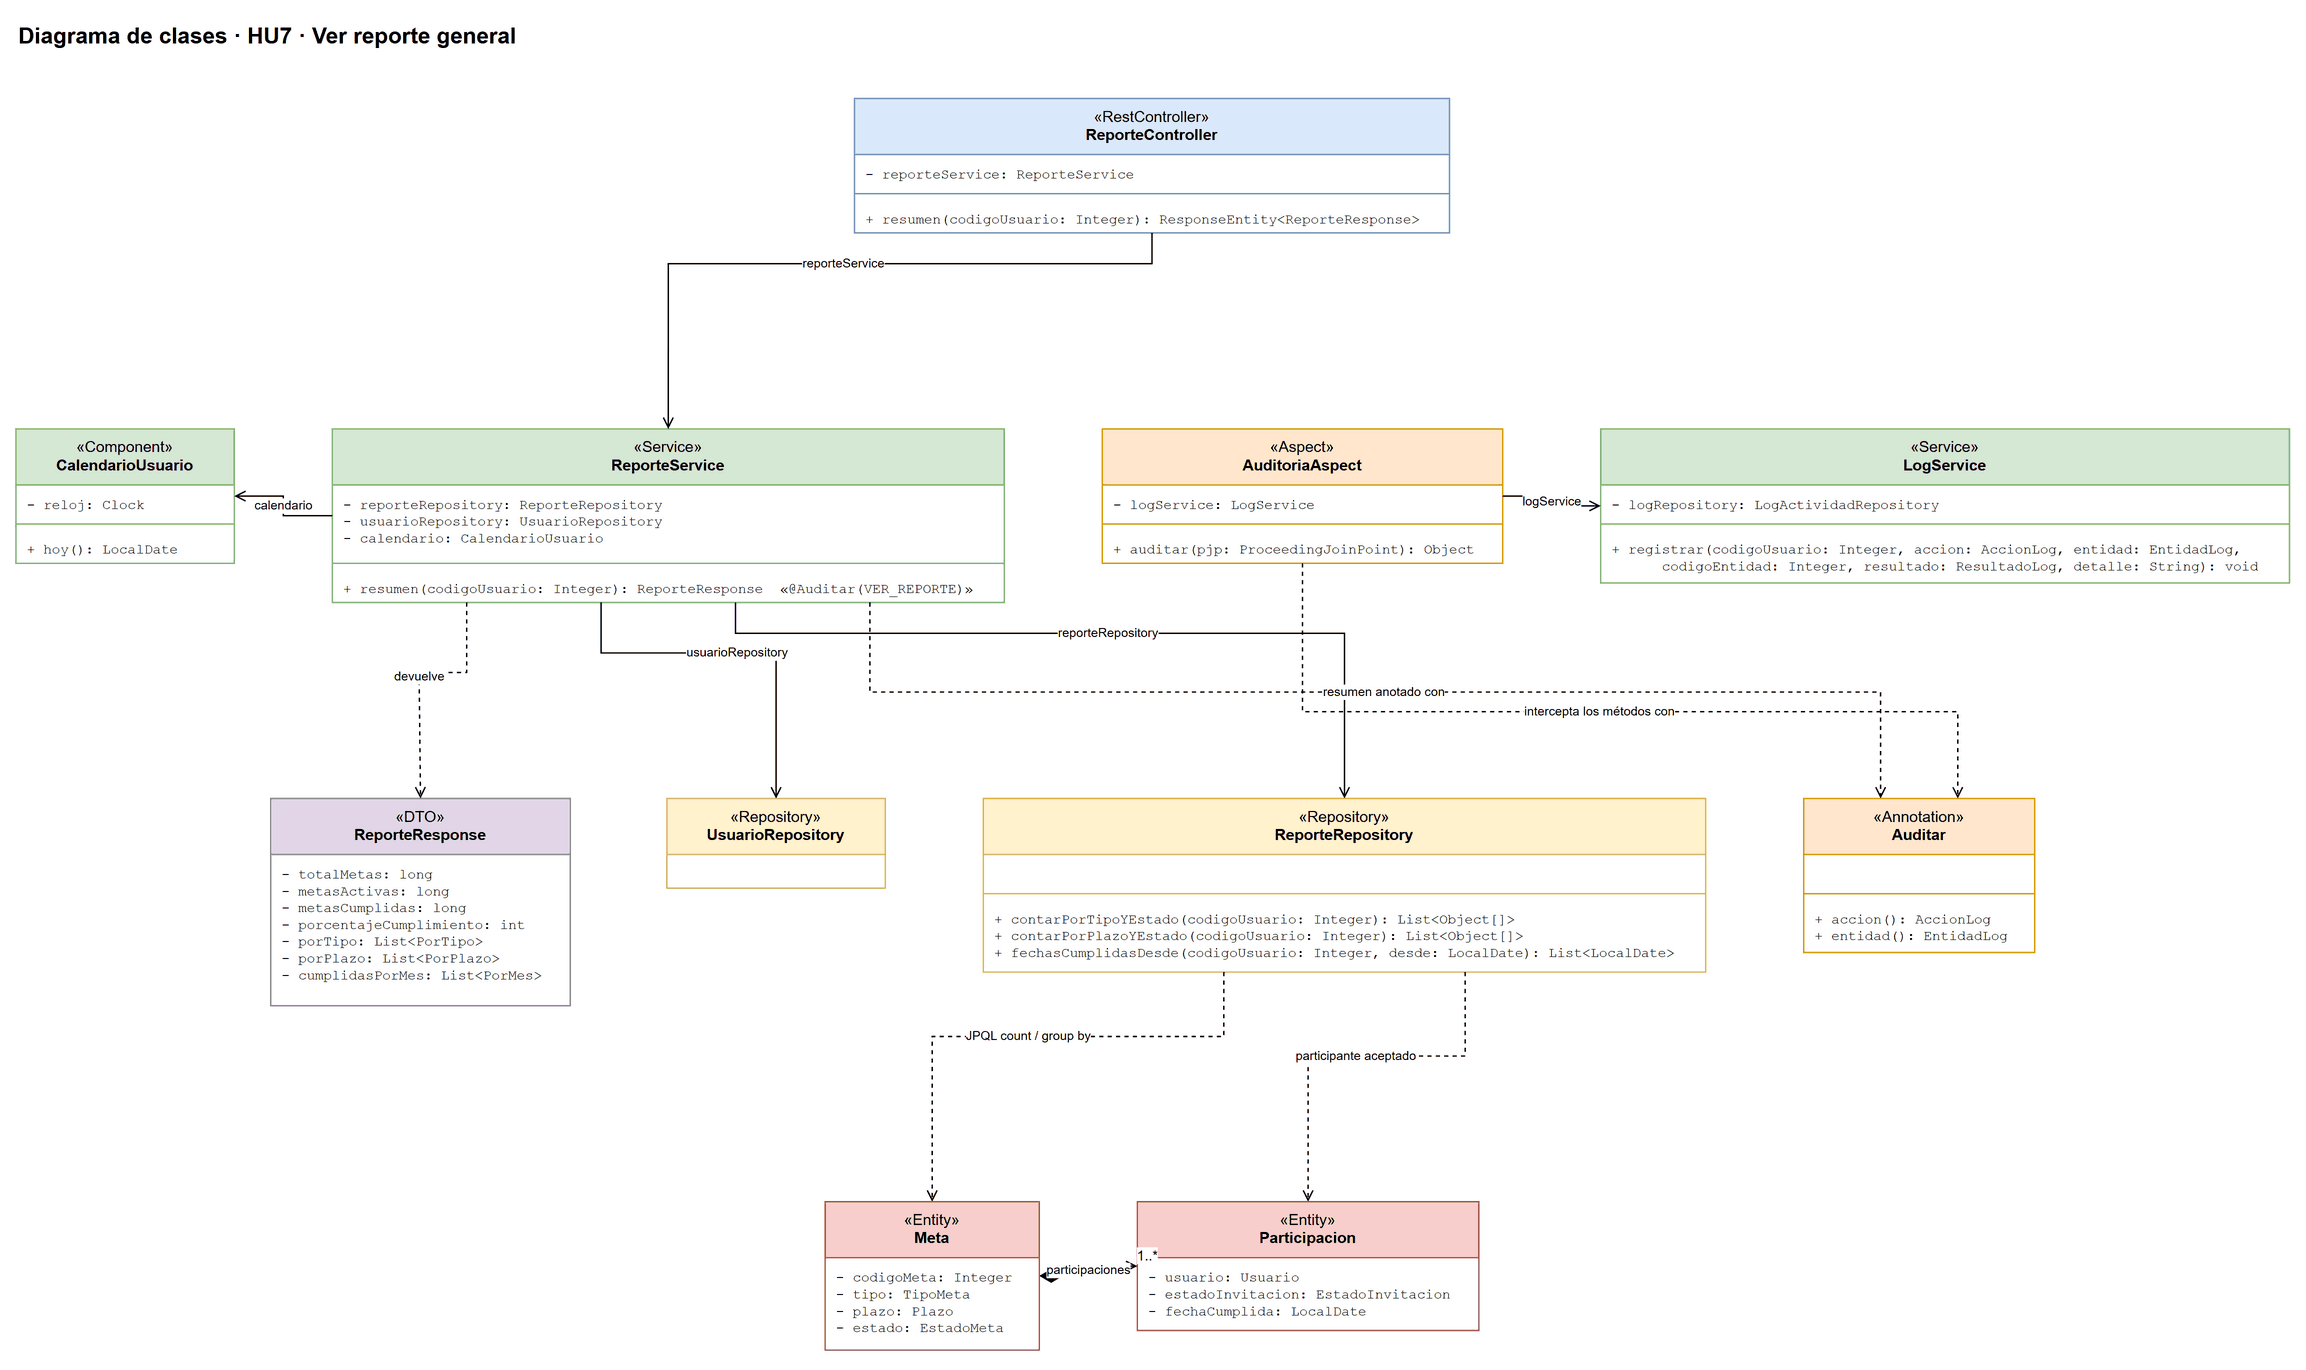 Diagrama de clases · HU7 · Ver reporte general
«RestController»
ReporteController
- reporteService: ReporteService
+ resumen(codigoUsuario: Integer): ResponseEntity<ReporteResponse>
reporteService
«Component»
CalendarioUsuario
- reloj: Clock
+ hoy(): LocalDate
calendario
«Service»
ReporteService
- reporteRepository: ReporteRepository
- usuarioRepository: UsuarioRepository
- calendario: CalendarioUsuario
+ resumen(codigoUsuario: Integer): ReporteResponse «@Auditar(VER_REPORTE)»
«Aspect»
AuditoriaAspect
- logService: LogService
+ auditar(pjp: ProceedingJoinPoint): Object
logService
«Service»
LogService
- logRepository: LogActividadRepository
+ registrar(codigoUsuario: Integer, accion: AccionLog, entidad: EntidadLog,
codigoEntidad: Integer, resultado: ResultadoLog, detalle: String): void
reporteRepository
usuarioRepository
devuelve
resumen anotado con
intercepta los métodos con
«DTO»
ReporteResponse
- totalMetas: long
- metasActivas: long
- metasCumplidas: long
- porcentajeCumplimiento: int
- porTipo: List<PorTipo>
- porPlazo: List<PorPlazo>
- cumplidasPorMes: List<PorMes>
«Repository»
UsuarioRepository
«Repository»
ReporteRepository
+ contarPorTipoYEstado(codigoUsuario: Integer): List<Object[]>
+ contarPorPlazoYEstado(codigoUsuario: Integer): List<Object[]>
+ fechasCumplidasDesde(codigoUsuario: Integer, desde: LocalDate): List<LocalDate>
«Annotation»
Auditar
+ accion(): AccionLog
+ entidad(): EntidadLog
JPQL count / group by
participante aceptado
«Entity»
Meta
- codigoMeta: Integer
- tipo: TipoMeta
- plazo: Plazo
- estado: EstadoMeta
participaciones
1..*
«Entity»
Participacion
- usuario: Usuario
- estadoInvitacion: EstadoInvitacion
- fechaCumplida: LocalDate